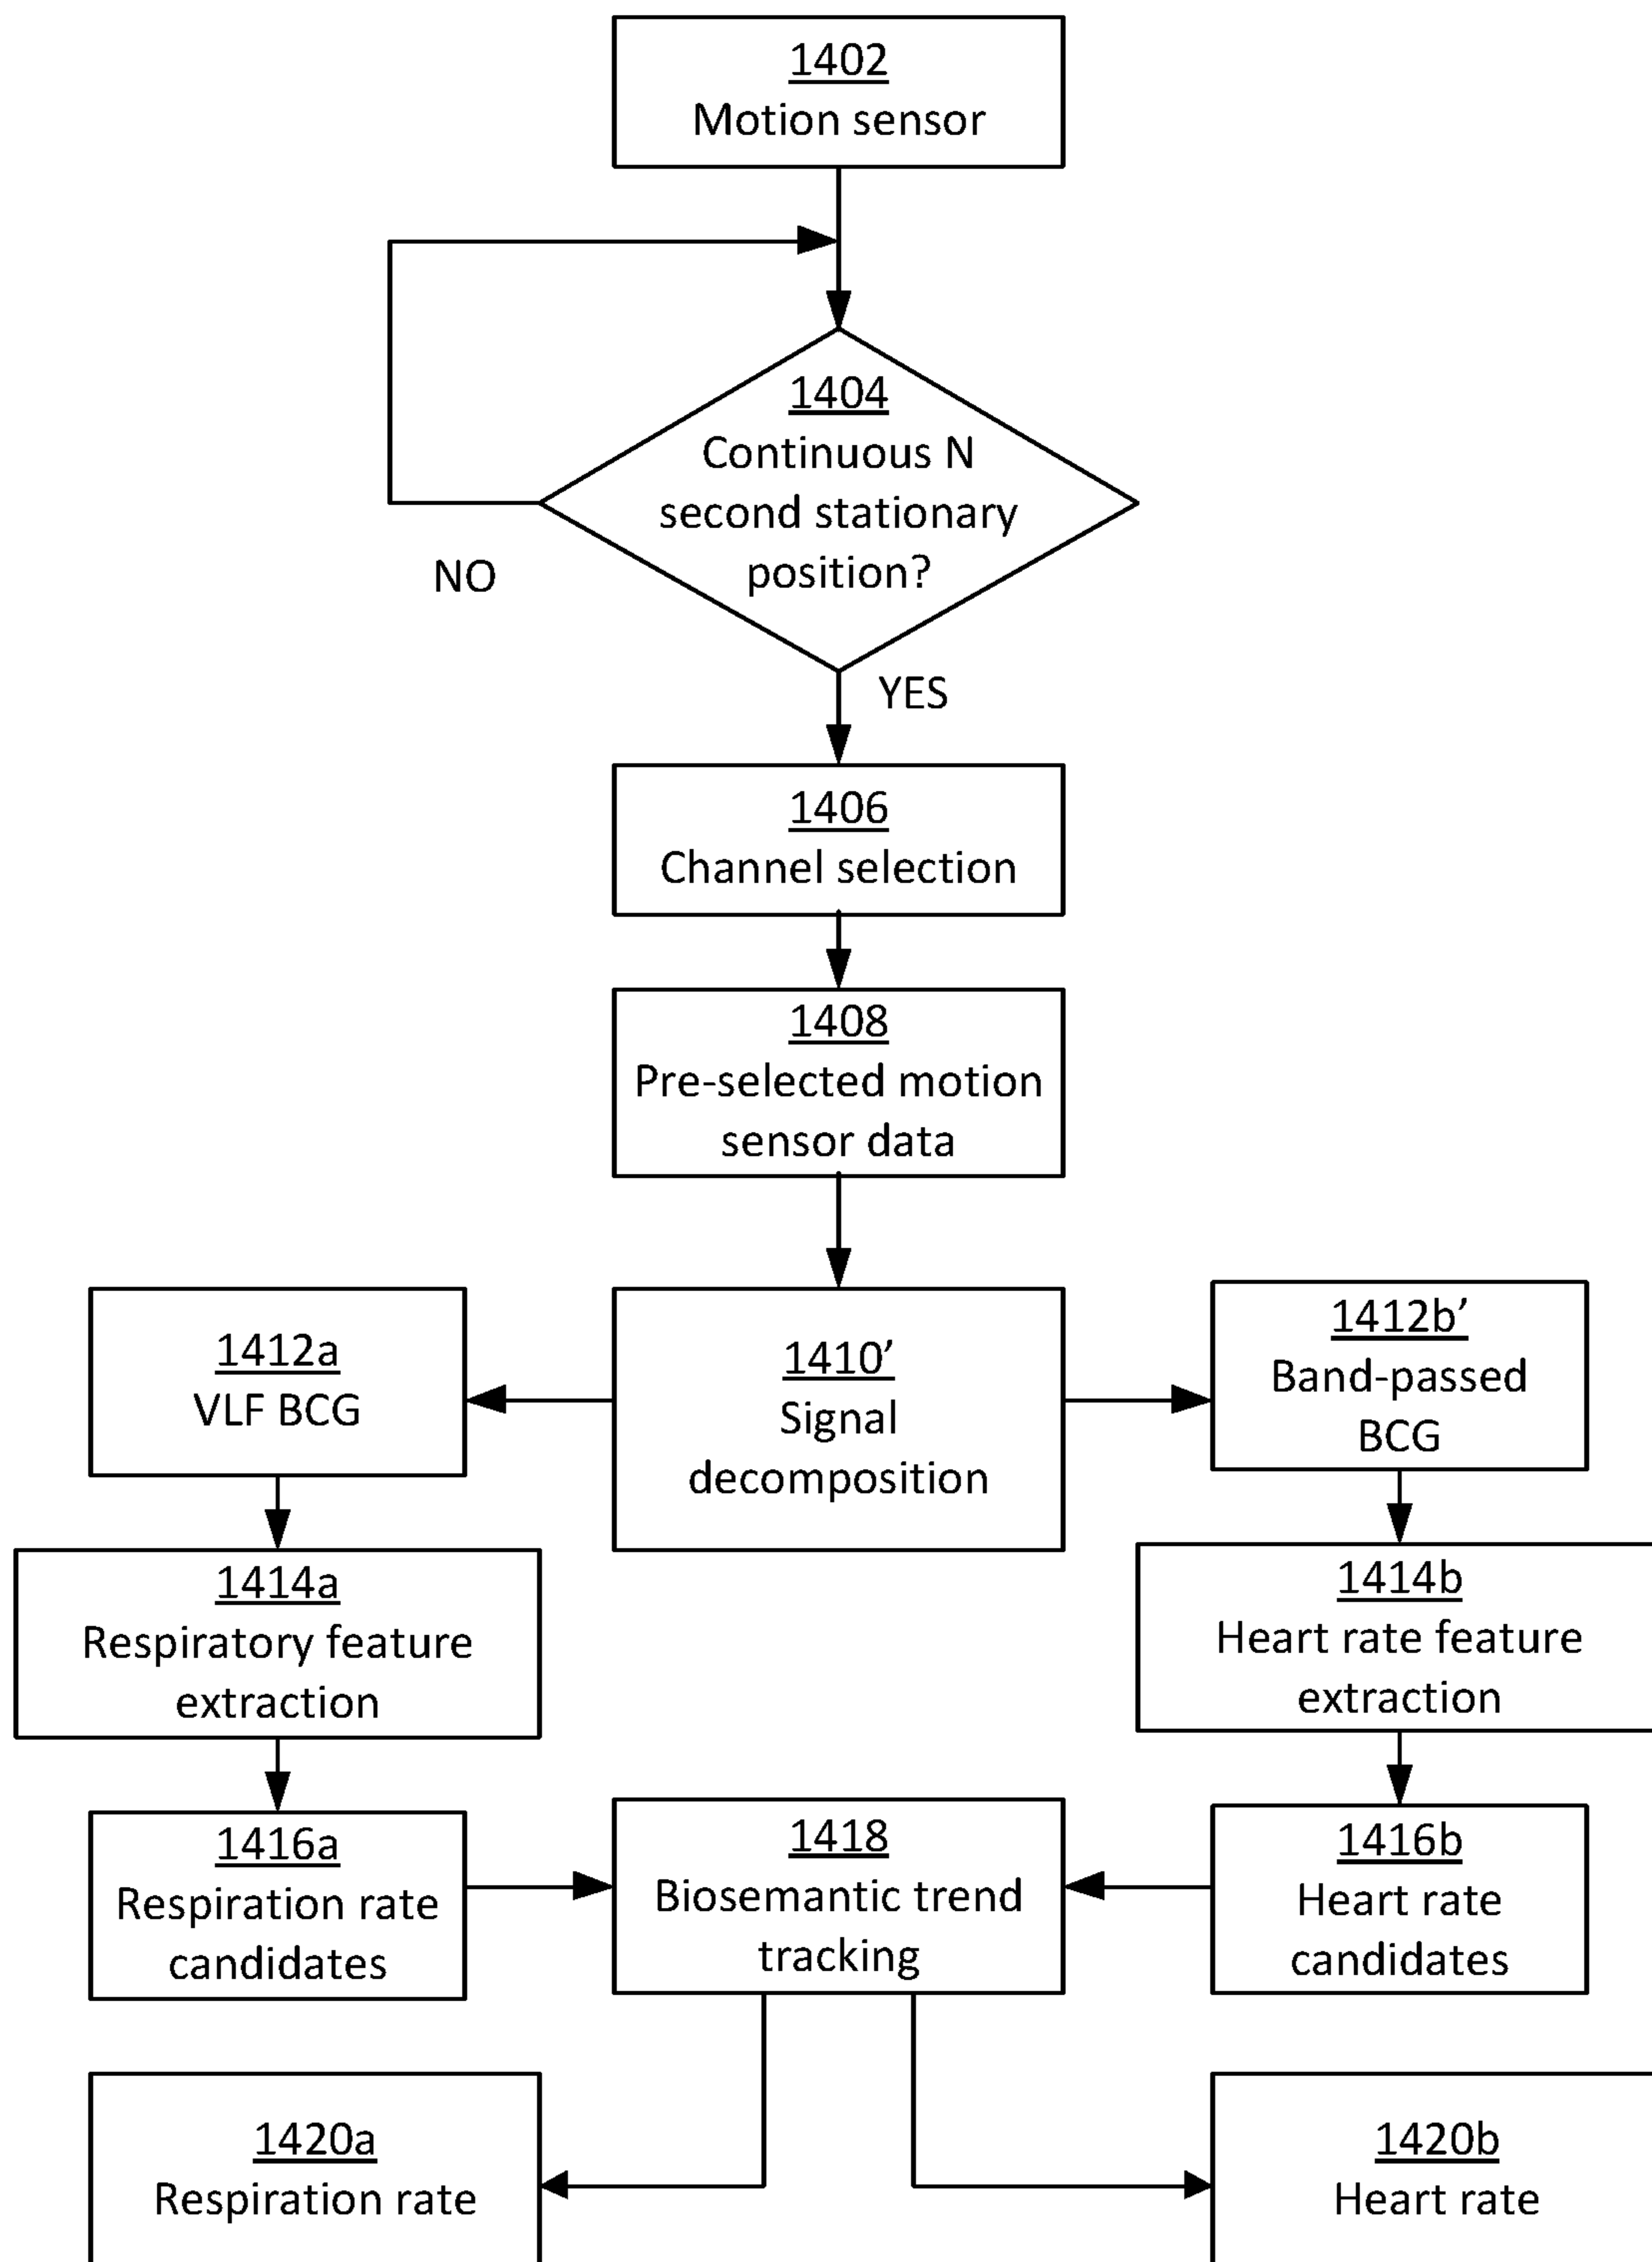 1402
Motion sensor
1404
Continuous N
second stationary
position?
NO
YES
1406
Channel selection
1408
Pre-selected motion
sensor data
1412a
VLF BCG
1410’
Signal
decomposition
1412b’
Band-passed
BCG
1414a
Respiratory feature
extraction
1414b
Heart rate feature
extraction
1416a
Respiration rate
candidates
1418
Biosemantic trend
tracking
1416b
Heart rate
candidates
1420a
Respiration rate
1420b
Heart rate